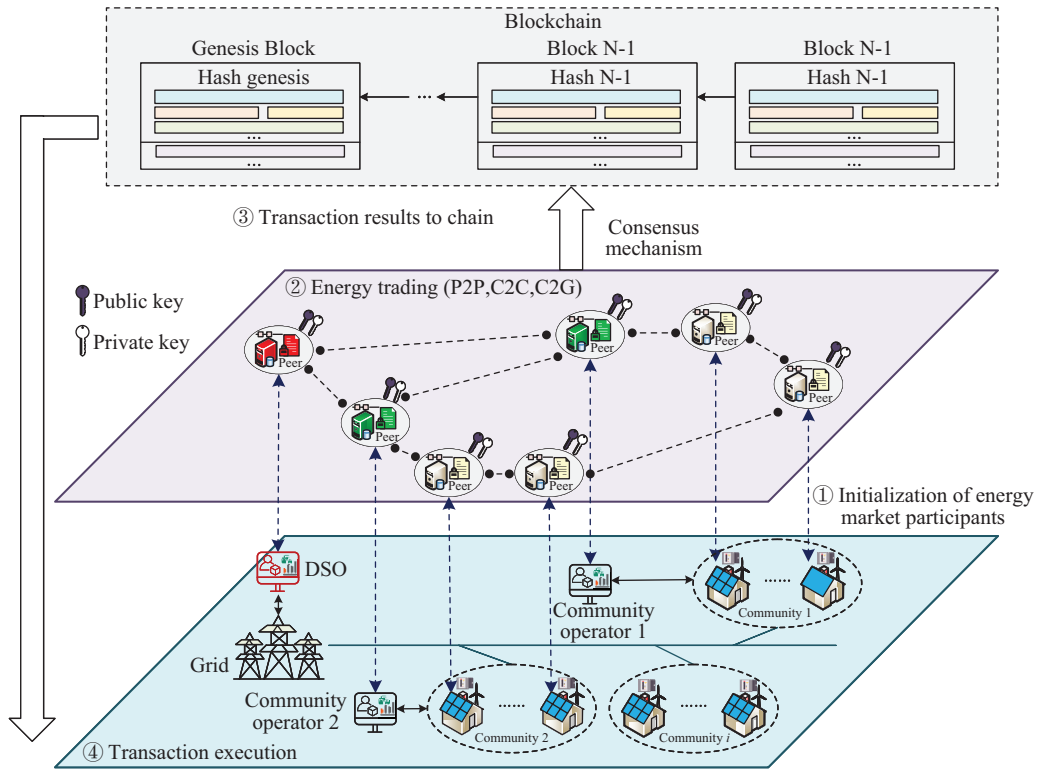 Blockchain
Genesis Block
Block N-1
Block N-1
Hash genesis
Hash N-1
Hash N-1
...
...
...
...
...
...
...
③ Transaction results to chain
Consensus
mechanism
② Energy trading (P2P,C2C,C2G)
Public key
Private key
Peer
Peer
Peer
Peer
Peer
Peer
Peer
① Initialization of energy
market participants
DSO
Grid
Community
operator 1
......
Community 1
Community
operator 2
......
Community 2
......
Community i
④ Transaction execution